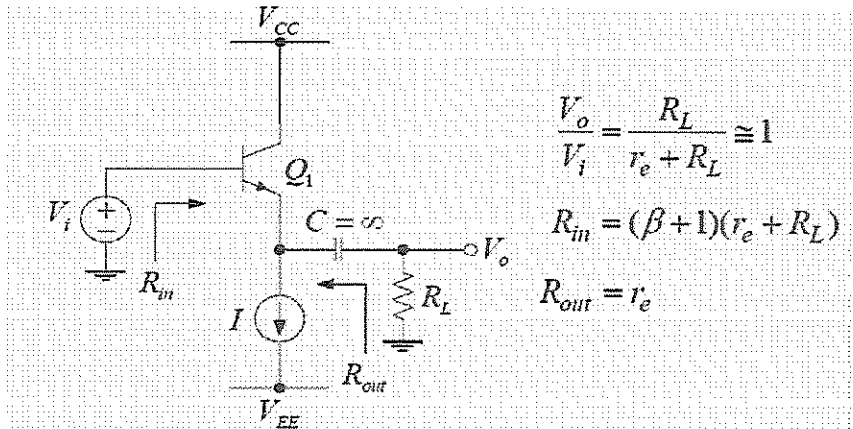 V_CC
Q_1
V_i
+
−
R_in
C = ∞
V_o
I
R_L
R_out
V_EE
V_o / V_i = R_L / (r_e + R_L) ≅ 1
R_in = (β + 1)(r_e + R_L)
R_out = r_e